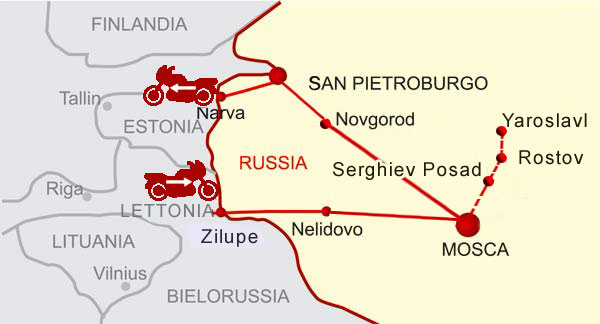 FINLANDIA
SAN PIETROBURGO
Tallin
Narva
Novgorod
Yaroslavl
ESTONIA
RUSSIA
Serghiev Posad
Rostov
Riga
LETTONIA
Zilupe
Nelidovo
MOSCA
LITUANIA
Vilnius
BIELORUSSIA